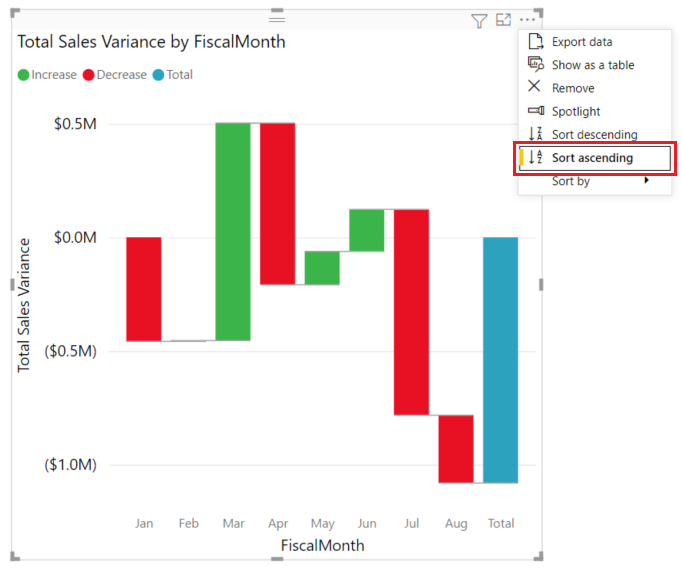 Total Sales Variance by FiscalMonth
Increase Decrease Total
$0.5M
$0.0M
($0.5M)
($1.0M)
Total Sales Variance
Jan Feb Mar Apr May Jun Jul Aug Total
FiscalMonth
Export data
Show as a table
Remove
Spotlight
Sort descending
Sort ascending
Sort by